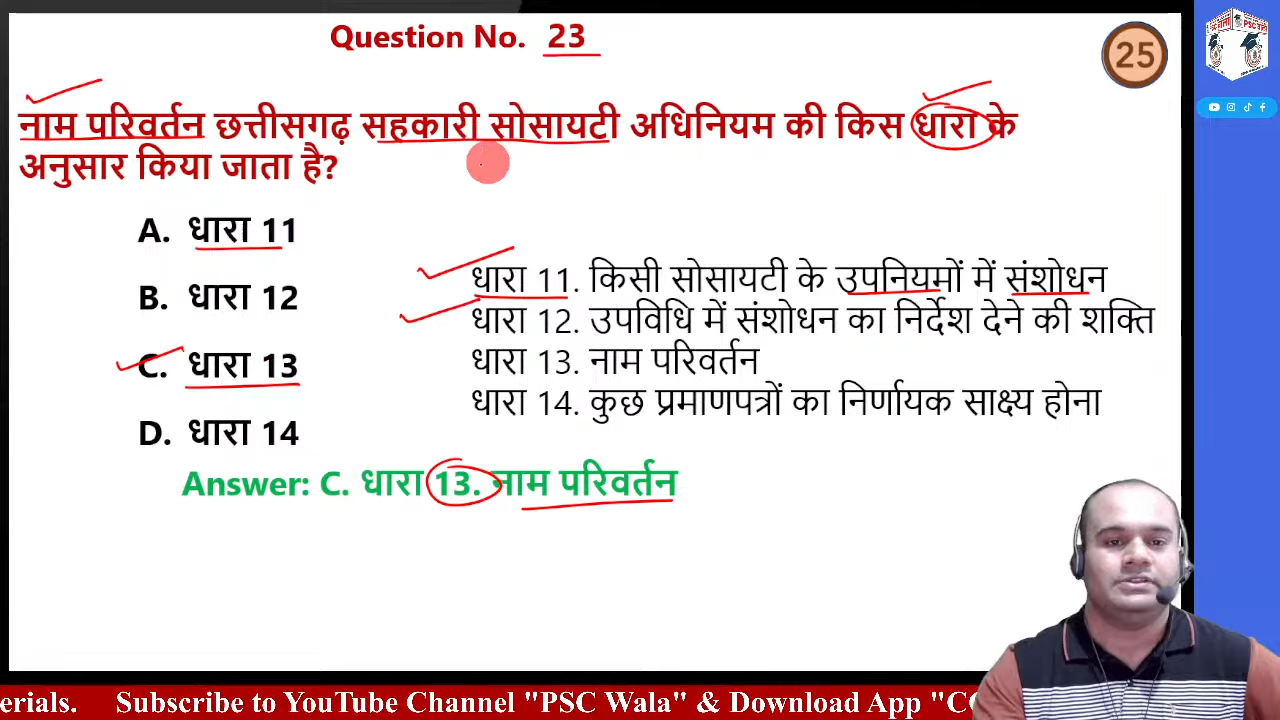 Question No. 23
25
नाम परिवर्तन छत्तीसगढ़ सहकारी सोसायटी अधिनियम की किस धारा के
अनुसार किया जाता है?
A. धारा 11
B. धारा 12
C. धारा 13
D. धारा 14
धारा 11. किसी सोसायटी के उपनियमों में संशोधन
धारा 12. उपविधि में संशोधन का निर्देश देने की शक्ति
धारा 13. नाम परिवर्तन
धारा 14. कुछ प्रमाणपत्रों का निर्णायक साक्ष्य होना
Answer: C. धारा 13. नाम परिवर्तन
erials. Subscribe to YouTube Channel "PSC Wala" & Download App "CG